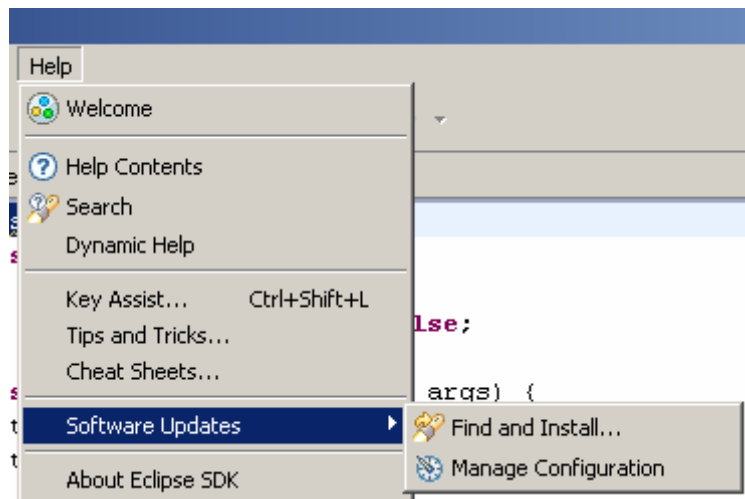 Help
Welcome
Help Contents
Search
Dynamic Help
Key Assist... Ctrl+Shift+L
Tips and Tricks...
lse;
Cheat Sheets...
args) {
Software Updates
Find and Install...
Manage Configuration
About Eclipse SDK